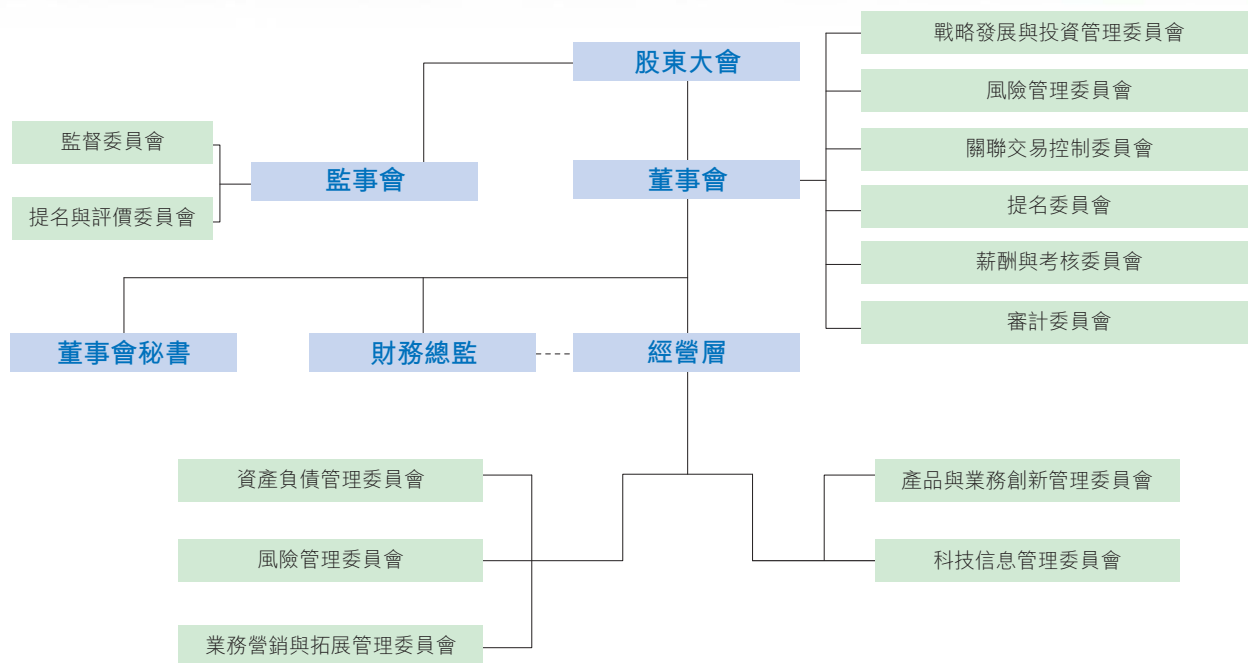 股東大會
戰略發展與投資管理委員會
風險管理委員會
關聯交易控制委員會
提名委員會
薪酬與考核委員會
審計委員會
監督委員會
提名與評價委員會
監事會
董事會
董事會秘書
財務總監
經營層
資產負債管理委員會
風險管理委員會
業務營銷與拓展管理委員會
產品與業務創新管理委員會
科技信息管理委員會